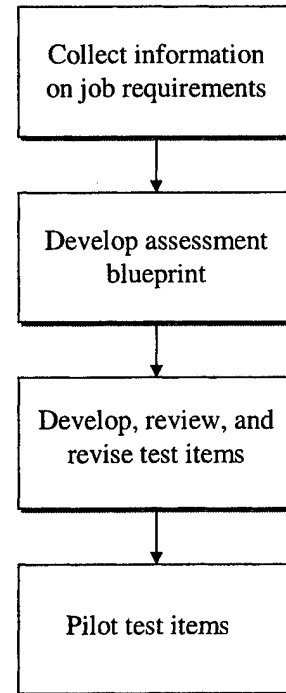 Collect information
on job requirements
Develop assessment
blueprint
Develop, review, and
revise test items
Pilot test items